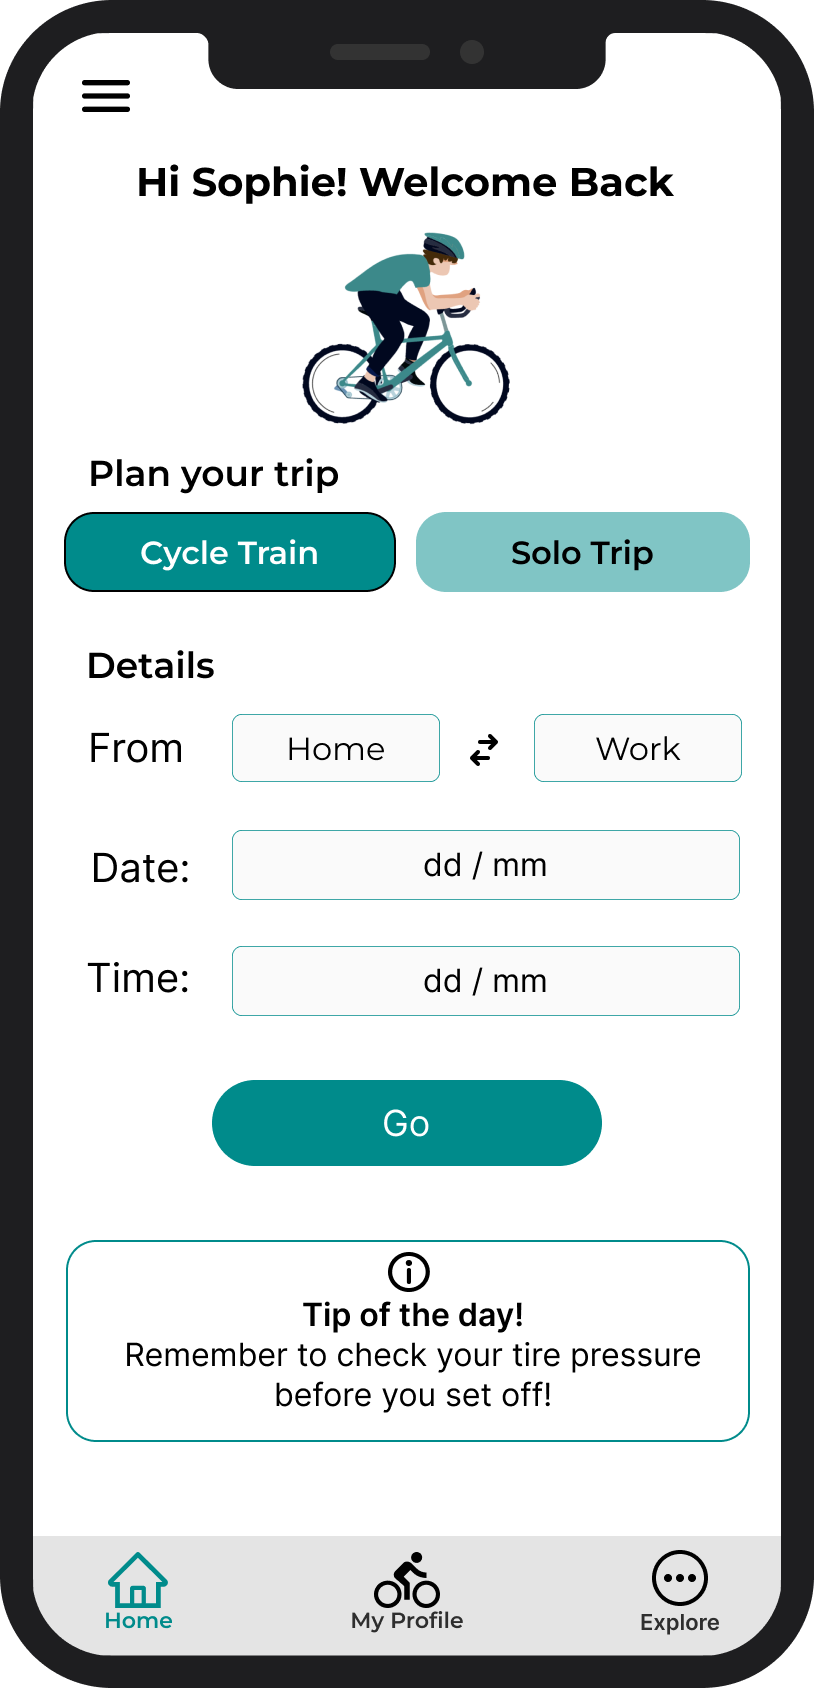 Hi Sophie! Welcome Back
Plan your trip
Cycle Train
Solo Trip
Details
From
Home
Work
Date:
dd / mm
Time:
dd / mm
Go
Tip of the day!
Remember to check your tire pressure
before you set off!
Home
My Profile
Explore